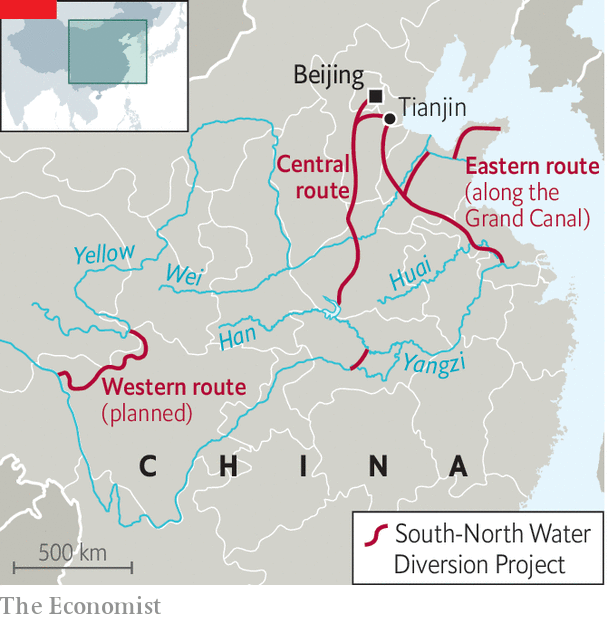 Beijing
Tianjin
Central
route
Eastern route
(along the
Grand Canal)
Yellow
Wei
Huai
Han
Yangzi
Western route
(planned)
CHINA
500 km
South-North Water
Diversion Project
The Economist